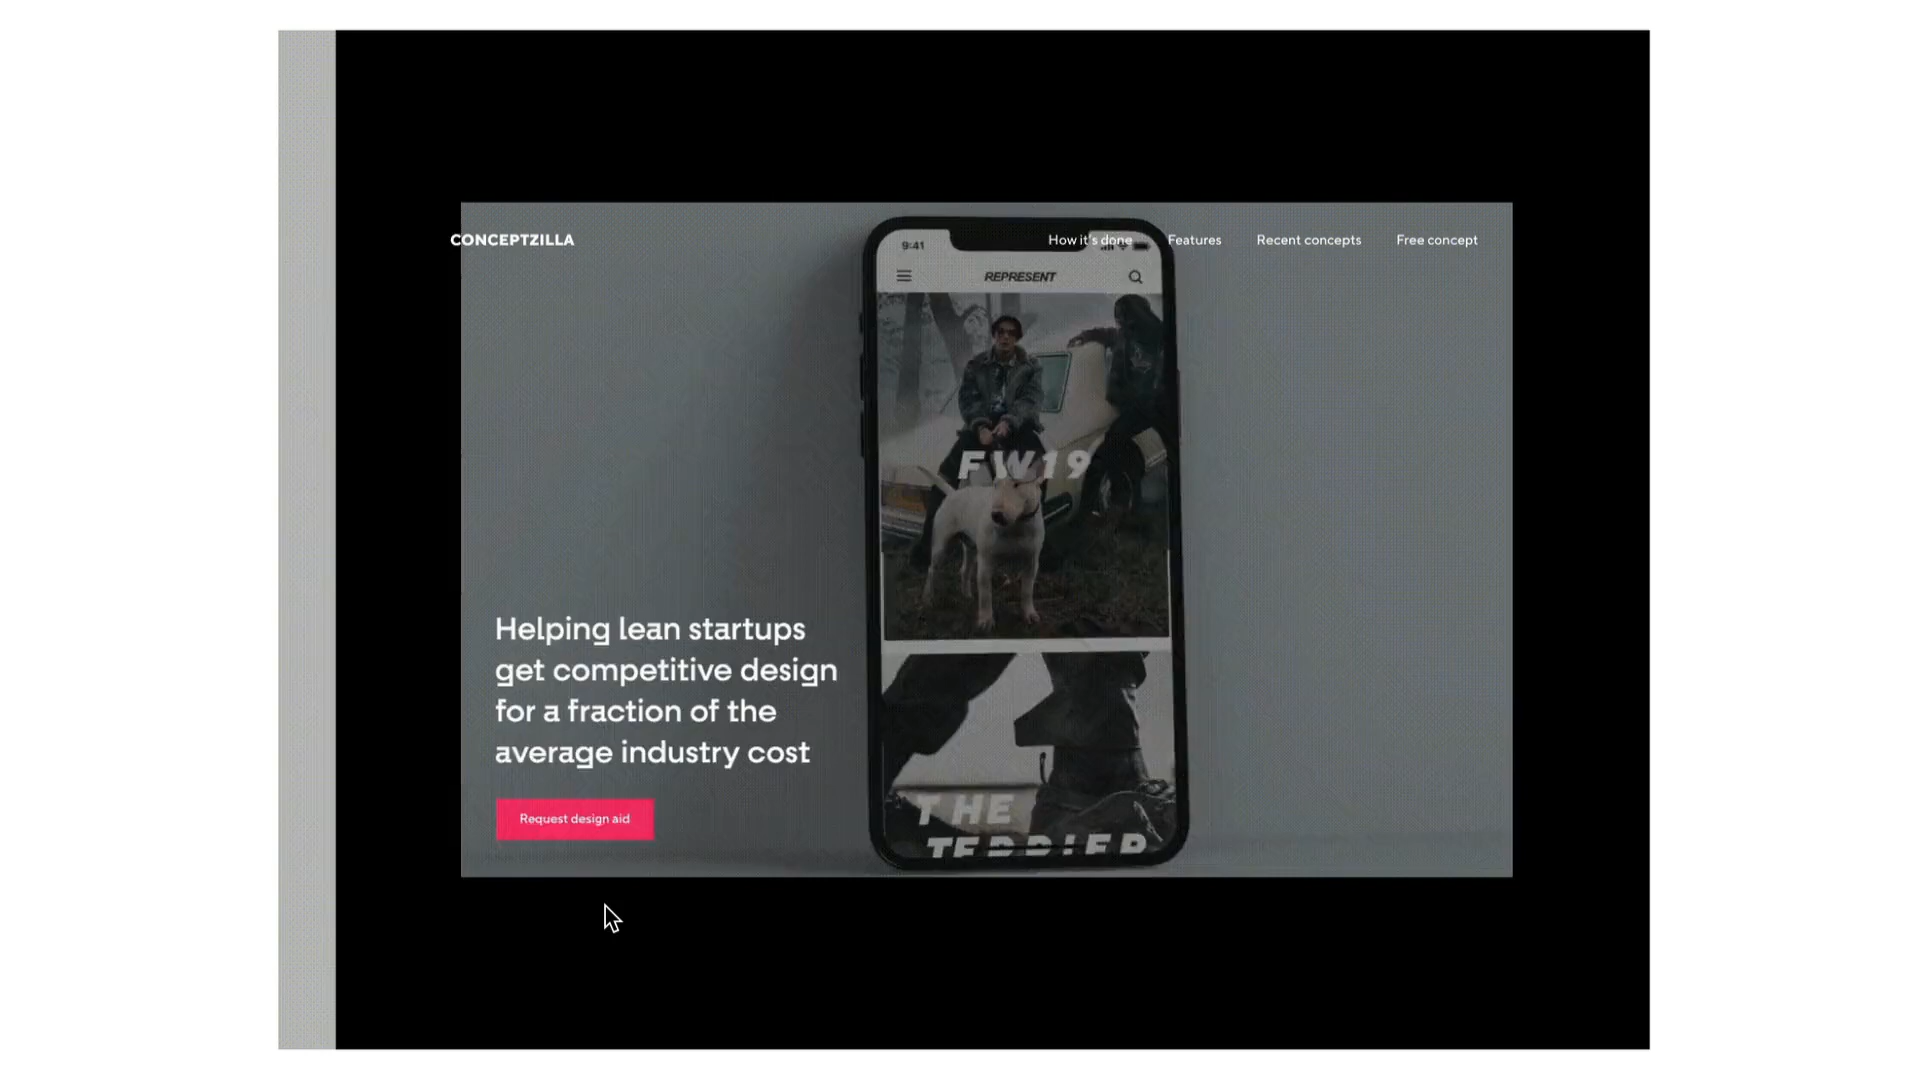 CONCEPTZILLA
How it's done
Features
Recent concepts
Free concept
9:41
REPRESENT
FW19
Helping lean startups
get competitive design
for a fraction of the
average industry cost
Request design aid
THE